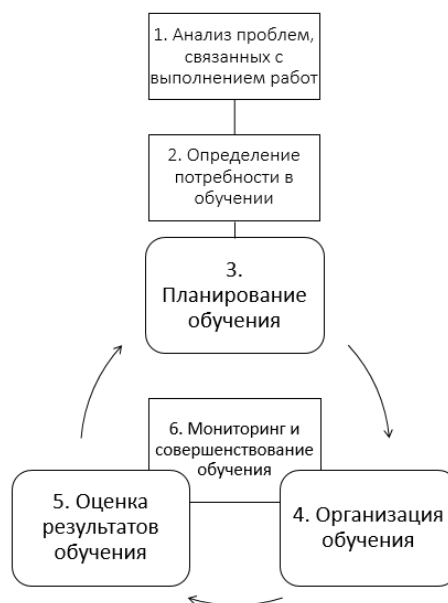 1. Анализ проблем,
связанных с
выполнением работ
2. Определение
потребности в
обучении
3.
Планирование
обучения
6. Мониторинг и
совершенствование
обучения
5. Оценка
результатов
обучения
4. Организация
обучения